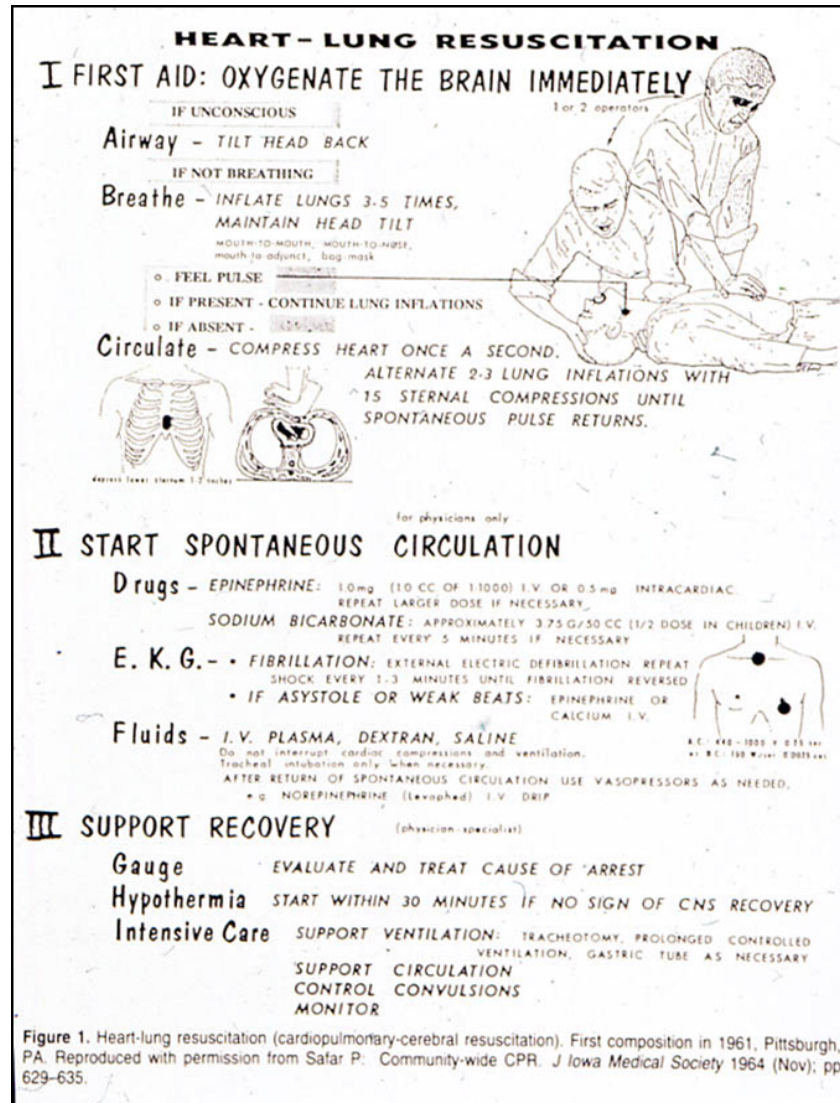 HEART-LUNG RESUSCITATION
I FIRST AID: OXYGENATE THE BRAIN IMMEDIATELY
IF UNCONSCIOUS
1 or 2 operators
Airway - TILT HEAD BACK
IF NOT BREATHING
Breathe - INFLATE LUNGS 3-5 TIMES,
MAINTAIN HEAD TILT
MOUTH-TO-MOUTH, MOUTH-TO-NOSE,
mouth-to-adjunct, bag-mask
o FEEL PULSE
o IF PRESENT - CONTINUE LUNG INFLATIONS
o IF ABSENT -
Circulate - COMPRESS HEART ONCE A SECOND.
ALTERNATE 2-3 LUNG INFLATIONS WITH
15 STERNAL COMPRESSIONS UNTIL
SPONTANEOUS PULSE RETURNS.
depress lower sternum 1-2 inches
for physicians only
II START SPONTANEOUS CIRCULATION
Drugs - EPINEPHRINE: 1.0mg (1.0 CC OF 1:1000) I.V. OR 0.5mg INTRACARDIAC.
REPEAT LARGER DOSE IF NECESSARY
SODIUM BICARBONATE: APPROXIMATELY 3.75 G/50 CC (1/2 DOSE IN CHILDREN) I.V.
REPEAT EVERY 5 MINUTES IF NECESSARY
E. K. G. - • FIBRILLATION: EXTERNAL ELECTRIC DEFIBRILLATION. REPEAT
SHOCK EVERY 1-3 MINUTES UNTIL FIBRILLATION REVERSED
• IF ASYSTOLE OR WEAK BEATS: EPINEPHRINE OR
CALCIUM I.V.
Fluids - I.V. PLASMA, DEXTRAN, SALINE
Do not interrupt cardiac compressions and ventilation.
Tracheal intubation only when necessary.
AFTER RETURN OF SPONTANEOUS CIRCULATION USE VASOPRESSORS AS NEEDED,
e.g. NOREPINEPHRINE (Levophed) I.V. DRIP
III SUPPORT RECOVERY (physician-specialist)
Gauge EVALUATE AND TREAT CAUSE OF ARREST
Hypothermia START WITHIN 30 MINUTES IF NO SIGN OF CNS RECOVERY
Intensive Care SUPPORT VENTILATION: TRACHEOTOMY, PROLONGED CONTROLLED
VENTILATION, GASTRIC TUBE AS NECESSARY
SUPPORT CIRCULATION
CONTROL CONVULSIONS
MONITOR
Figure 1. Heart-lung resuscitation (cardiopulmonary-cerebral resuscitation). First composition in 1961, Pittsburgh,
PA. Reproduced with permission from Safar P: Community-wide CPR. J Iowa Medical Society 1964 (Nov); pp
629-635.